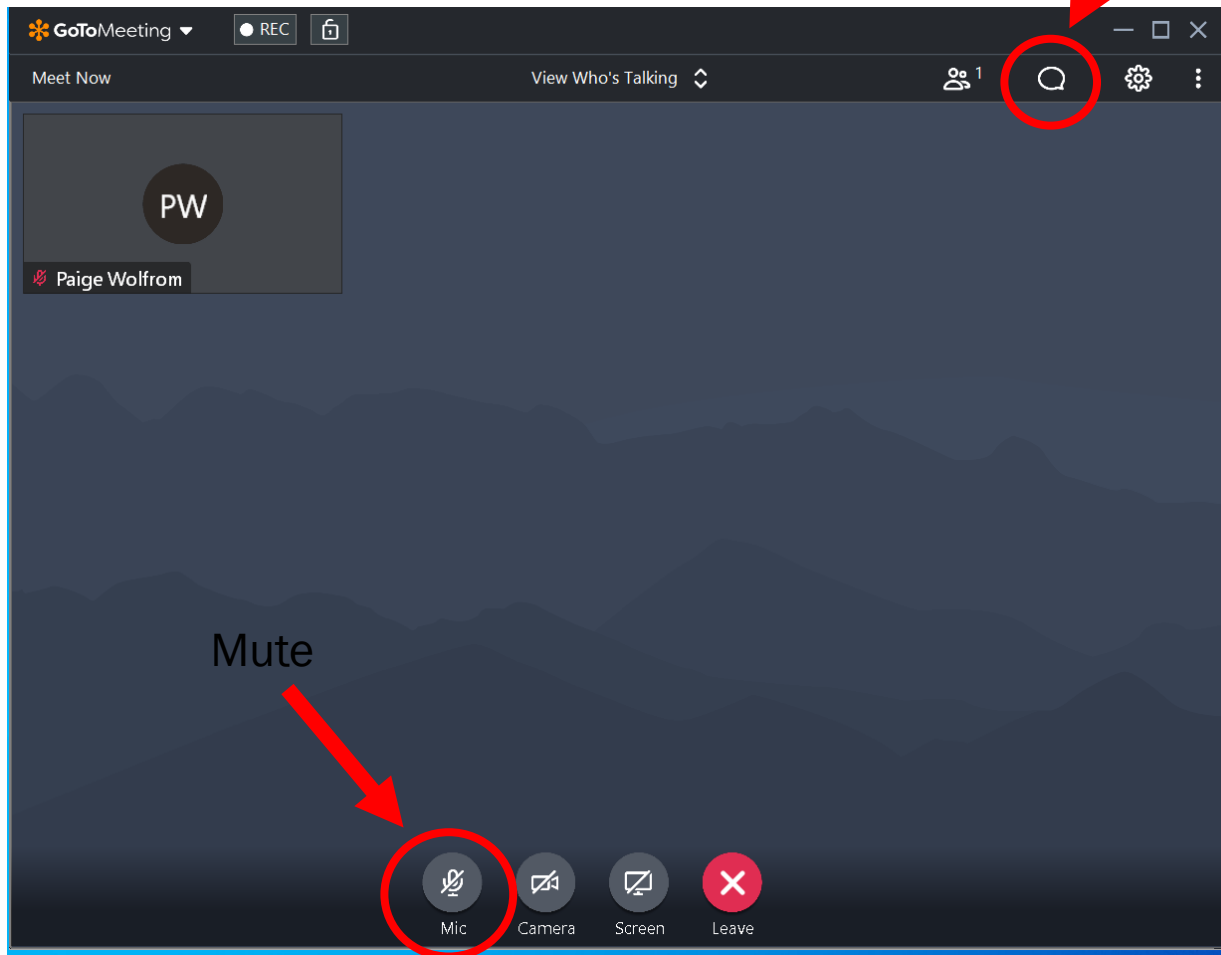 GoToMeeting REC
Meet Now View Who's Talking 1
PW
Paige Wolfrom
Mute
Mic Camera Screen Leave